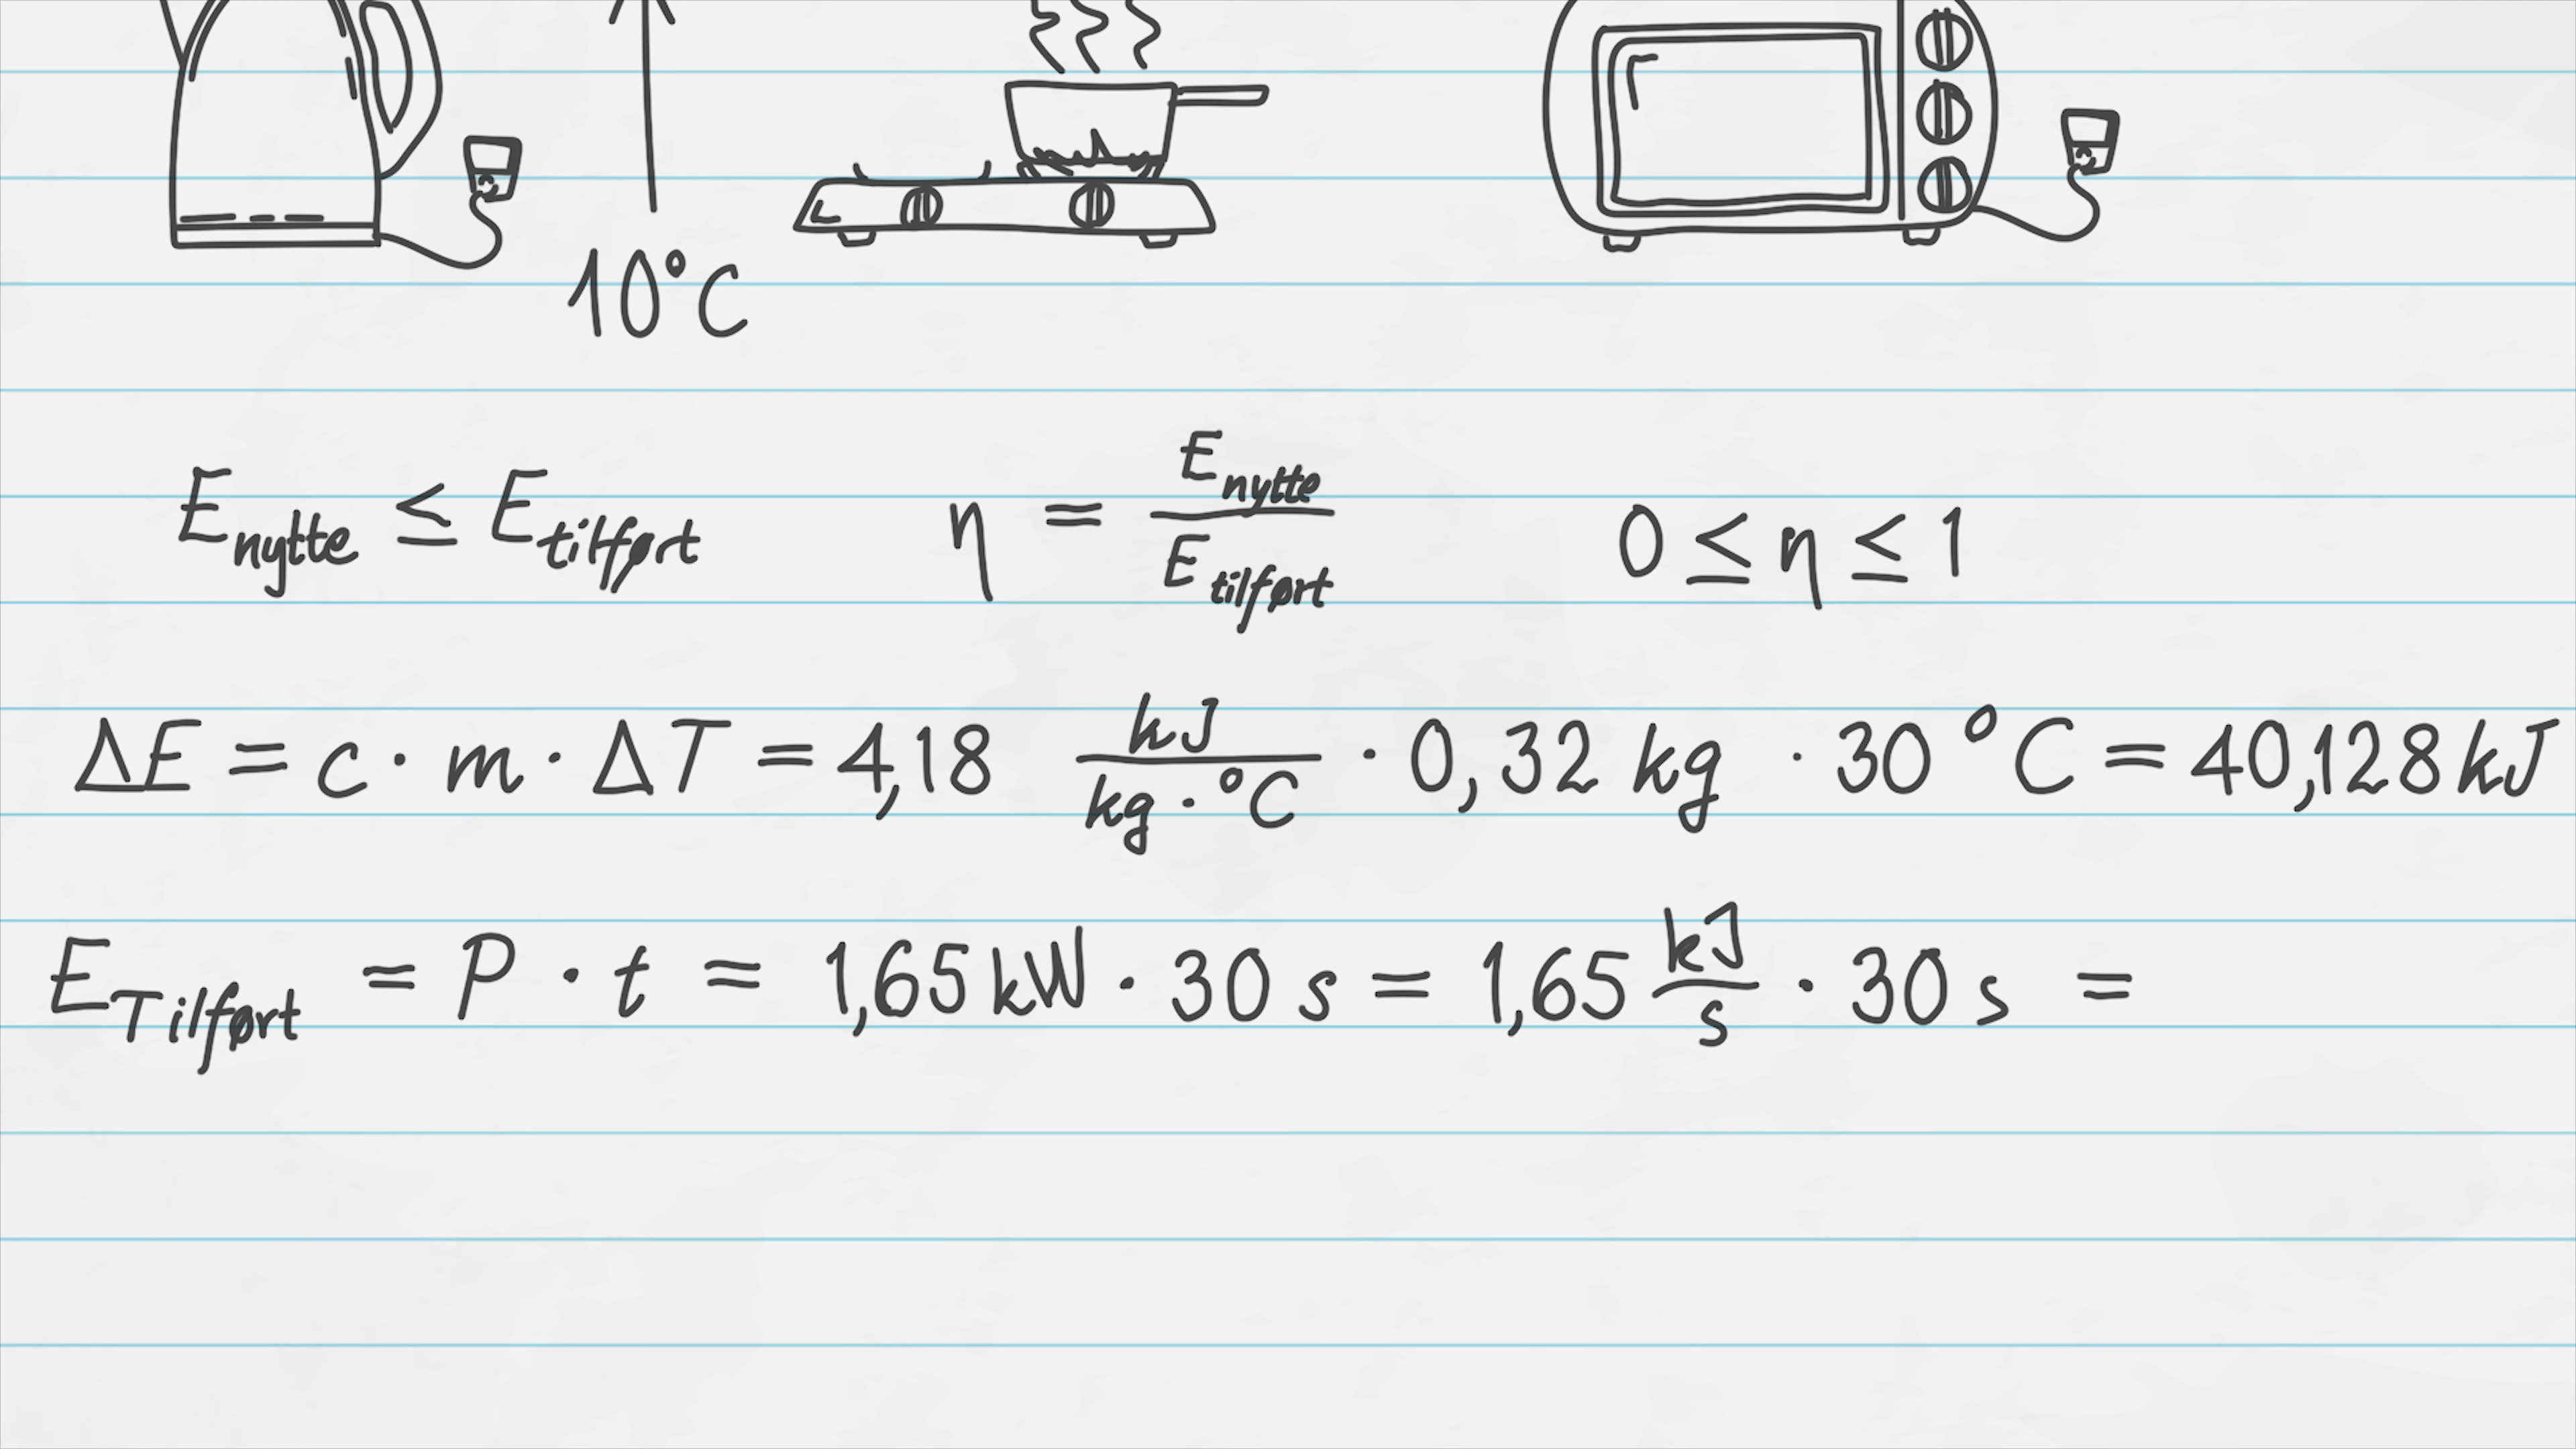 10°C
E_nytte ≤ E_tilført    η = E_nytte / E_tilført    0 ≤ η ≤ 1
ΔE = c · m · ΔT = 4,18 kJ / kg·°C · 0,32 kg · 30 °C = 40,128 kJ
E_Tilført = P · t = 1,65 kW · 30 s = 1,65 kJ / s · 30 s =